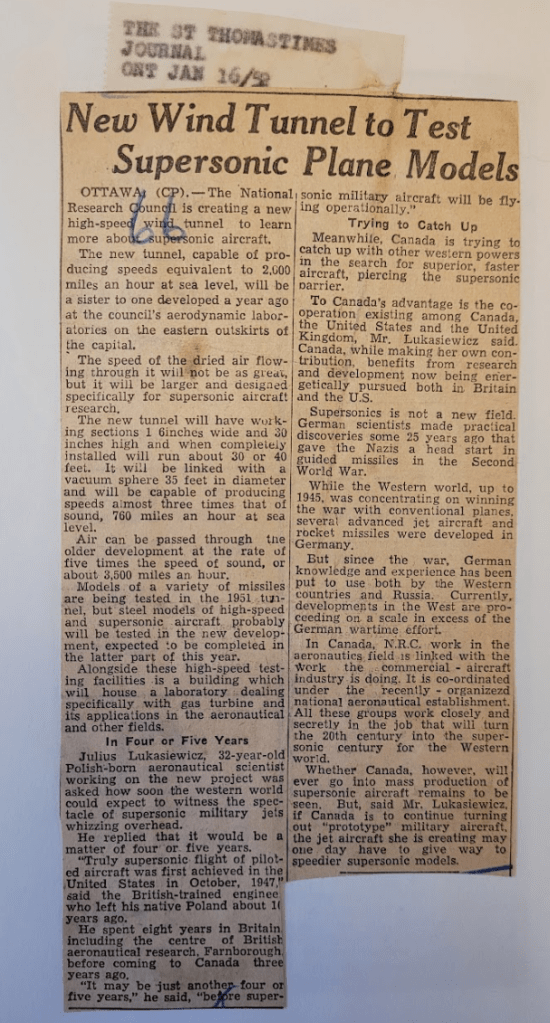 THE ST THOMASTIMES
JOURNAL
ONT JAN 16/52
New Wind Tunnel to Test
Supersonic Plane Models
66
OTTAWA, (CP).—The National
Research Council is creating a new
high-speed wind tunnel to learn
more about supersonic aircraft.
The new tunnel, capable of pro-
ducing speeds equivalent to 2,000
miles an hour at sea level, will be
a sister to one developed a year ago
at the council's aerodynamic labor-
atories on the eastern outskirts of
the capital.
The speed of the dried air flow-
ing through it will not be as great,
but it will be larger and designed
specifically for supersonic aircraft
research.
The new tunnel will have work-
ing sections 1 6inches wide and 30
inches high and when completely
installed will run about 30 or 40
feet. It will be linked with a
vacuum sphere 35 feet in diameter
and will be capable of producing
speeds almost three times that of
sound, 760 miles an hour at sea
level.
Air can be passed through the
older development at the rate of
five times the speed of sound, or
about 3,500 miles an hour.
Models of a variety of missiles
are being tested in the 1951 tun-
nel, but steel models of high-speed
and supersonic aircraft probably
will be tested in the new develop-
ment, expected to be completed in
the latter part of this year.
Alongside these high-speed test-
ing facilities is a building which
will house a laboratory dealing
specifically with gas turbine and
its applications in the aeronautical
and other fields.
In Four or Five Years
Julius Lukasiewicz, 32-year-old
Polish-born aeronautical scientist
working on the new project was
asked how soon the western world
could expect to witness the spec-
tacle of supersonic military jets
whizzing overhead.
He replied that it would be a
matter of four or five years.
"Truly supersonic flight of pilot-
ed aircraft was first achieved in the
United States in October, 1947,"
said the British-trained enginee
who left his native Poland about 10
years ago.
He spent eight years in Britain,
including the centre of British
aeronautical research, Farnborough,
before coming to Canada three
years ago.
"It may be just another four or
five years," he said, "before super-
sonic military aircraft will be fly-
ing operationally."
Trying to Catch Up
Meanwhile, Canada is trying to
catch up with other western powers
in the search for superior, faster
aircraft, piercing the supersonic
barrier.
To Canada's advantage is the co-
operation existing among Canada,
the United States and the United
Kingdom, Mr. Lukasiewicz said.
Canada, while making her own con-
tribution, benefits from research
and development now being ener-
getically pursued both in Britain
and the U.S.
Supersonics is not a new field.
German scientists made practical
discoveries some 25 years ago that
gave the Nazis a head start in
guided missiles in the Second
World War.
While the Western world, up to
1945, was concentrating on winning
the war with conventional planes,
several advanced jet aircraft and
rocket missiles were developed in
Germany.
But since the war, German
knowledge and experience has been
put to use both by the Western
countries and Russia. Currently,
developments in the West are pro-
ceeding on a scale in excess of the
German wartime effort.
In Canada, N.R.C. work in the
aeronautics field is linked with the
work the commercial - aircraft
industry is doing. It is co-ordinated
under the recently - organizezd
national aeronautical establishment.
All these groups work closely and
secretly in the job that will turn
the 20th century into the super-
sonic century for the Western
world.
Whether Canada, however, will
ever go into mass production of
supersonic aircraft remains to be
seen. But, said Mr. Lukasiewicz,
if Canada is to continue turning
out "prototype" military aircraft,
the jet aircraft she is creating may
one day have to give way to
speedier supersonic models.